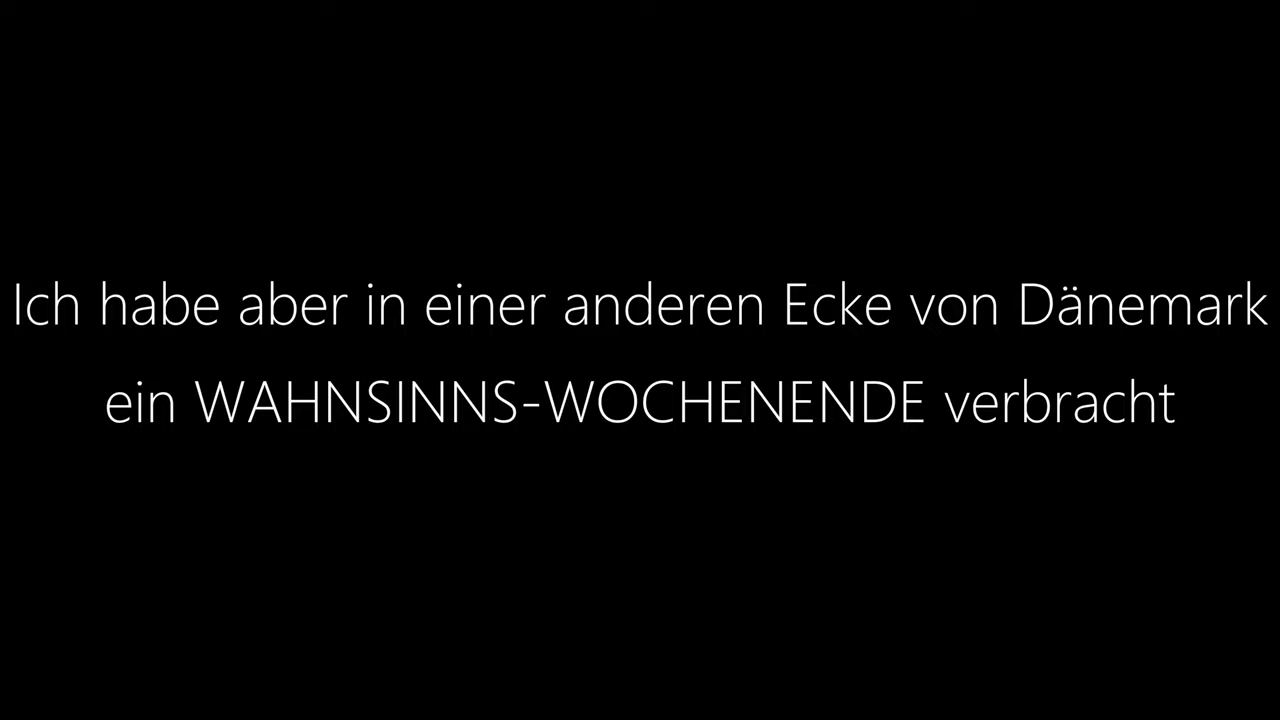 Ich habe aber in einer anderen Ecke von Dänemark
ein WAHNSINNS-WOCHENENDE verbracht